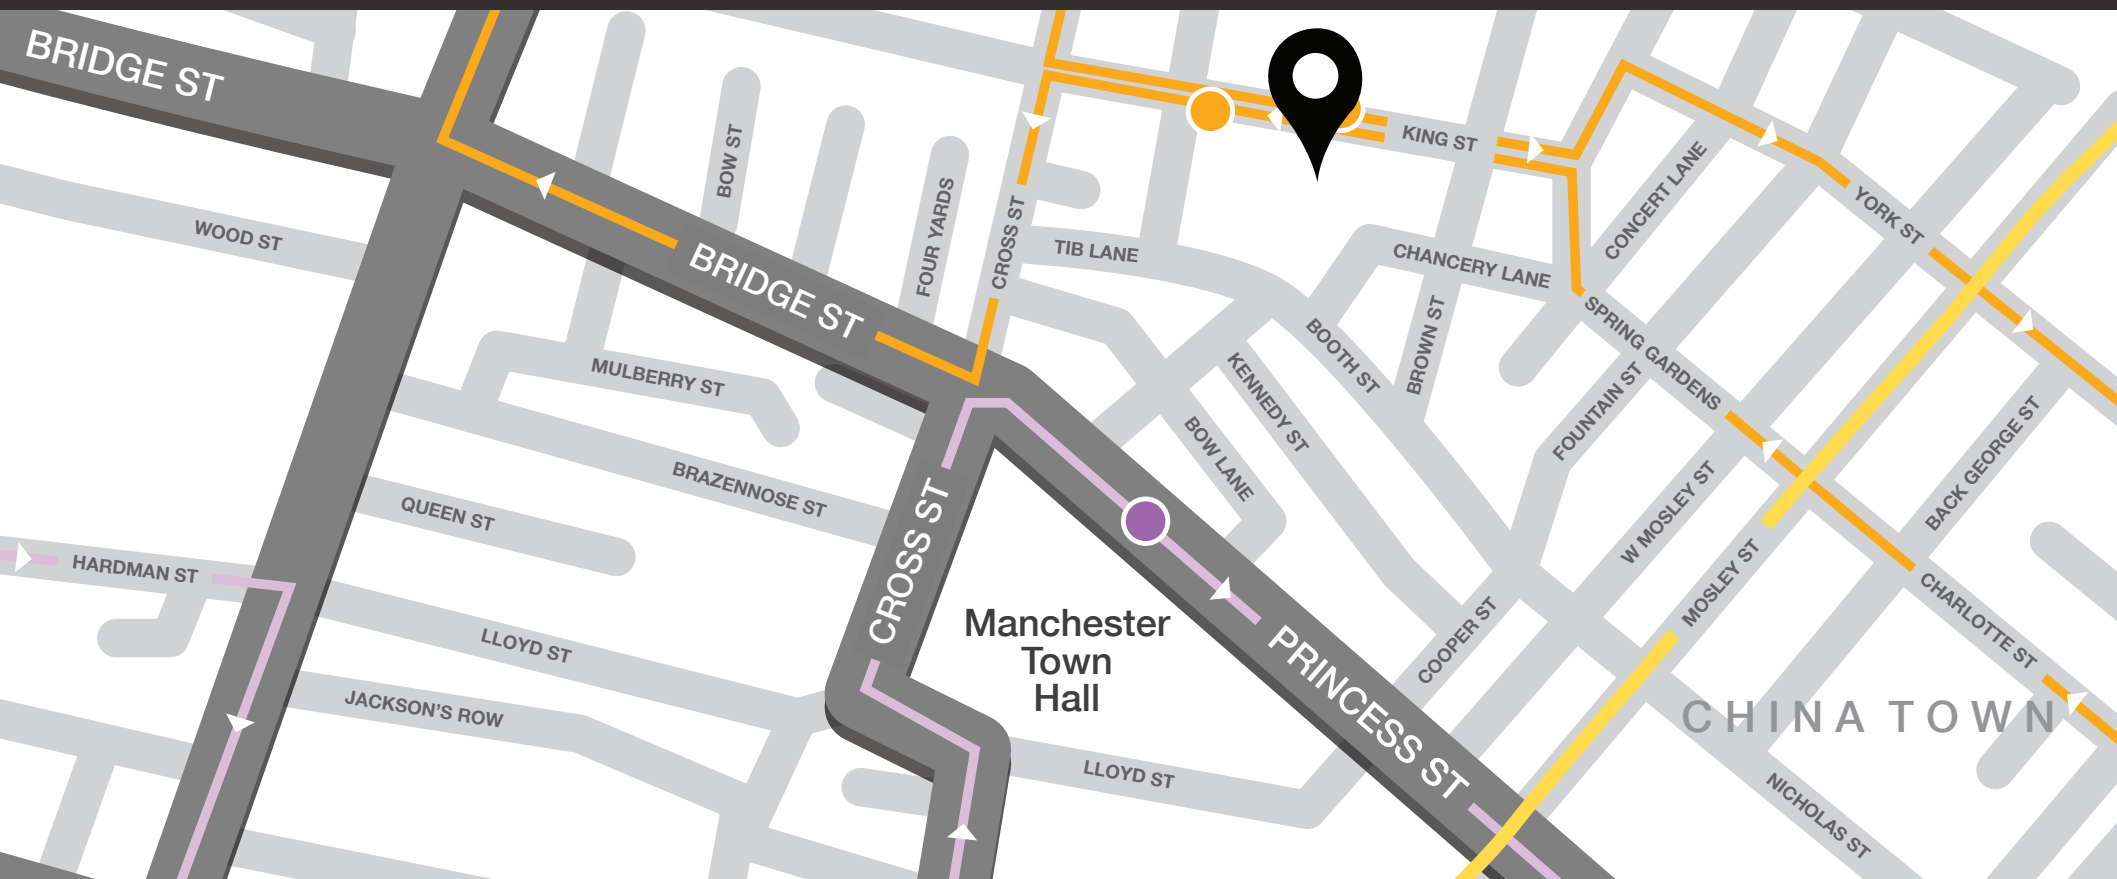 BRIDGE ST
KING ST
BOW ST
CONCERT LANE
YORK ST
WOOD ST
FOUR YARDS
CROSS ST
TIB LANE
CHANCERY LANE
BRIDGE ST
BROWN ST
SPRING GARDENS
BOOTH ST
MULBERRY ST
KENNEDY ST
FOUNTAIN ST
BACK GEORGE ST
BOW LANE
BRAZENNOSE ST
QUEEN ST
W MOSLEY ST
CROSS ST
HARDMAN ST
MOSLEY ST
CHARLOTTE ST
Manchester
Town
Hall
COOPER ST
LLOYD ST
PRINCESS ST
JACKSON'S ROW
CHINA TOWN
LLOYD ST
NICHOLAS ST